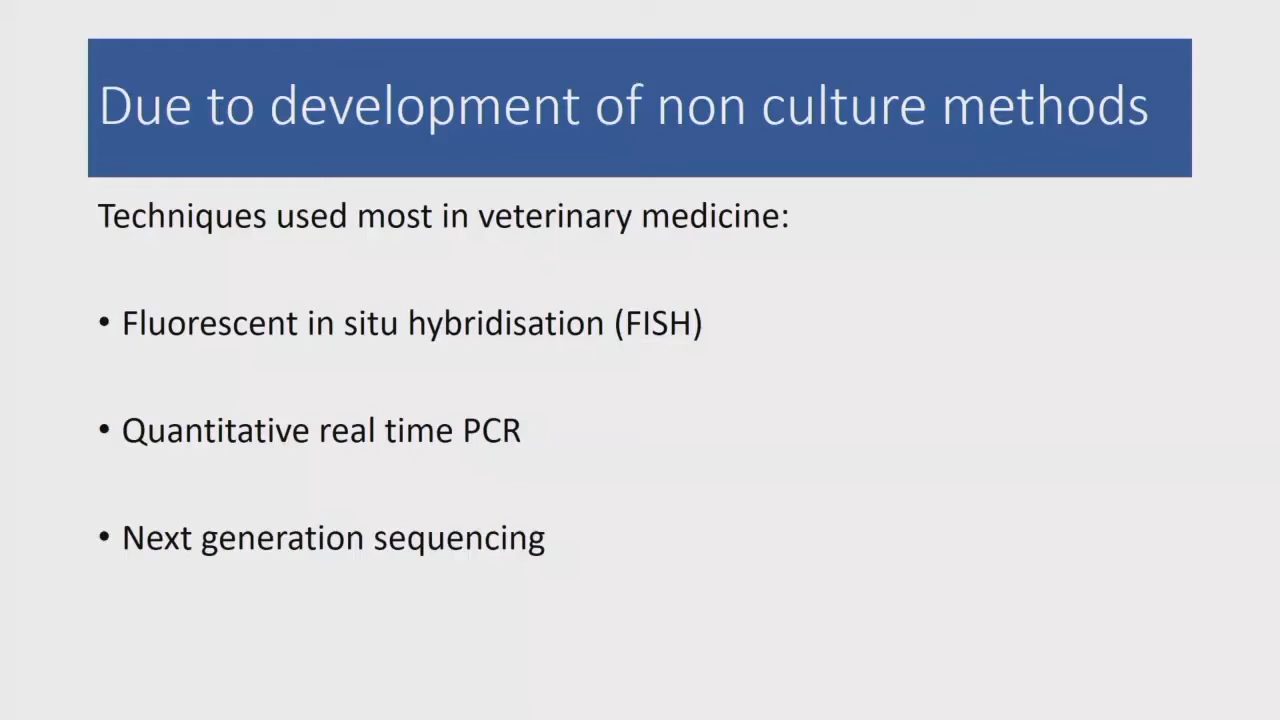 Due to development of non culture methods
Techniques used most in veterinary medicine:
• Fluorescent in situ hybridisation (FISH)
• Quantitative real time PCR
• Next generation sequencing